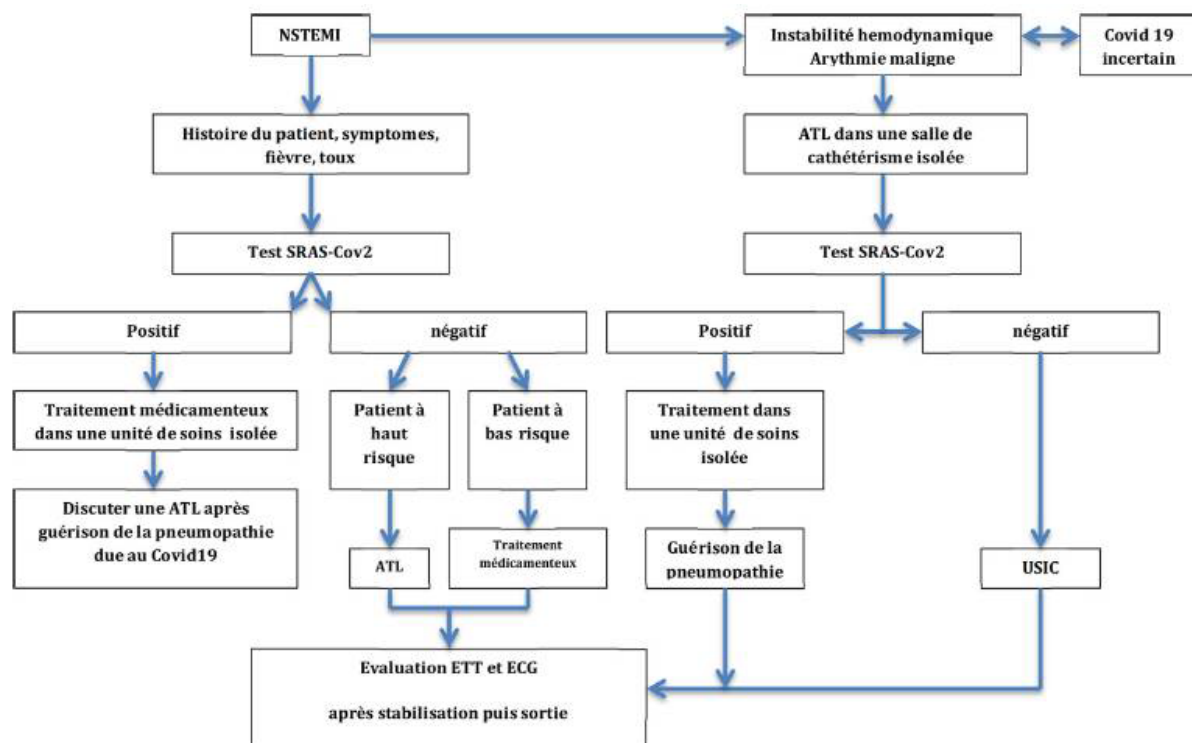 NSTEMI
Instabilité hemodynamique
Arythmie maligne
Covid 19
incertain
Histoire du patient, symptomes,
fièvre, toux
ATL dans une salle de
cathétérisme isolée
Test SRAS-Cov2
Test SRAS-Cov2
Positif
négatif
Positif
négatif
Traitement médicamenteux
dans une unité de soins isolée
Patient à
haut
risque
Patient à
bas risque
Traitement dans
une unité de soins
isolée
Discuter une ATL après
guérison de la pneumopathie
due au Covid19
ATL
Traitement
médicamenteux
Guérison de la
pneumopathie
USIC
Evaluation ETT et ECG
après stabilisation puis sortie